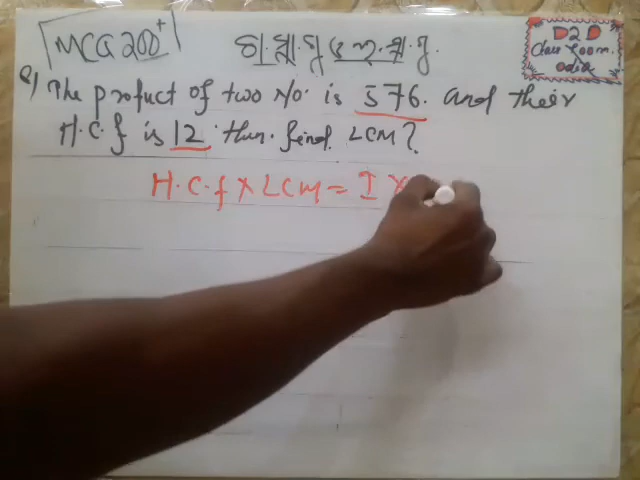 MCQ 200+
ଗ.ସା.ଗୁ ଓ ଲ.ସା.ଗୁ.
D2D
Class Room.
Odia
Q) The product of two No. is 576. and their
H.C.f is 12 then find LCM?
H.C.f X LCM = I X